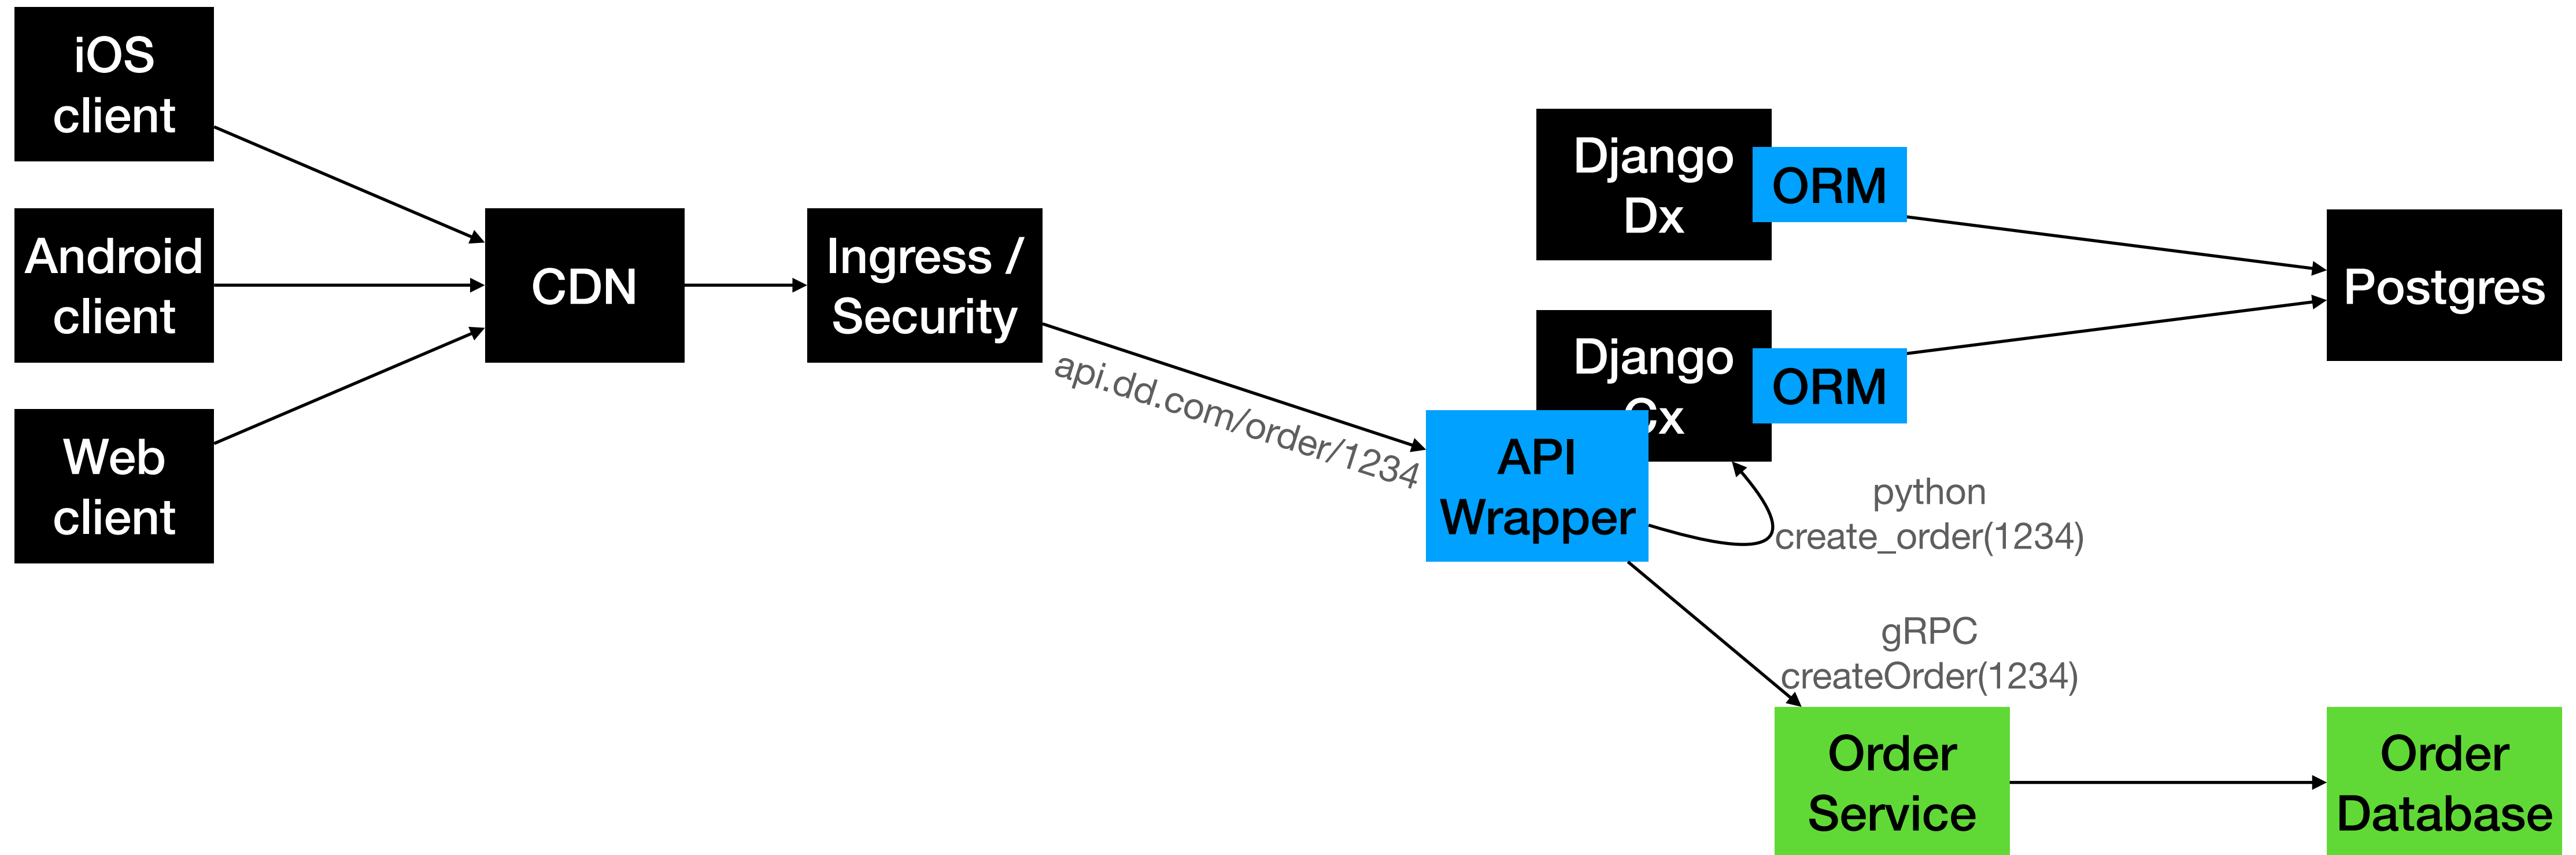 iOS
client
Android
client
Web
client
CDN
Ingress /
Security
api.dd.com/order/1234
Django
Dx
ORM
Django
Cx
ORM
API
Wrapper
python
create_order(1234)
gRPC
createOrder(1234)
Postgres
Order
Service
Order
Database